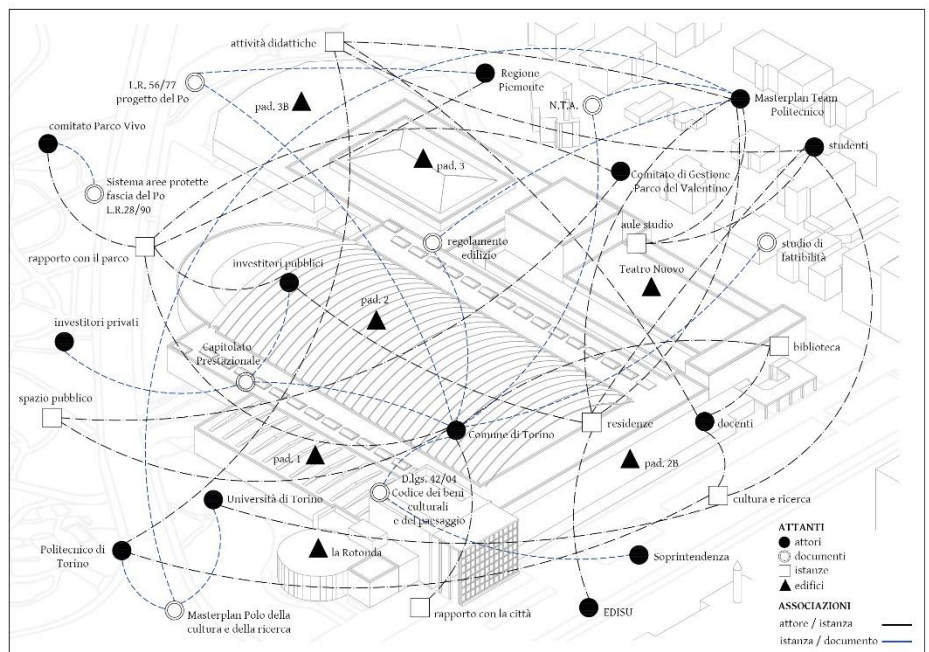 attività didattiche
L.R. 56/77
progetto del Po
Regione
Piemonte
pad. 3B
N.T.A.
Masterplan Team
Politecnico
comitato Parco Vivo
studenti
pad. 3
Comitato di Gestione
Parco del Valentino
Sistema aree protette
fascia del Po
L.R.28/90
aule studio
rapporto con il parco
regolamento
edilizio
studio di
fattibilità
investitori pubblici
Teatro Nuovo
pad. 2
investitori privati
biblioteca
Capitolato
Prestazionale
spazio pubblico
Comune di Torino
residenze
docenti
pad. 1
pad. 2B
D.lgs. 42/04
Codice dei beni
culturali
e del paesaggio
Università di Torino
cultura e ricerca
Politecnico di
Torino
la Rotonda
Soprintendenza
Masterplan Polo della
cultura e della ricerca
rapporto con la città
EDISU
ATTANTI
attori
documenti
istanze
edifici
ASSOCIAZIONI
attore / istanza
istanza / documento